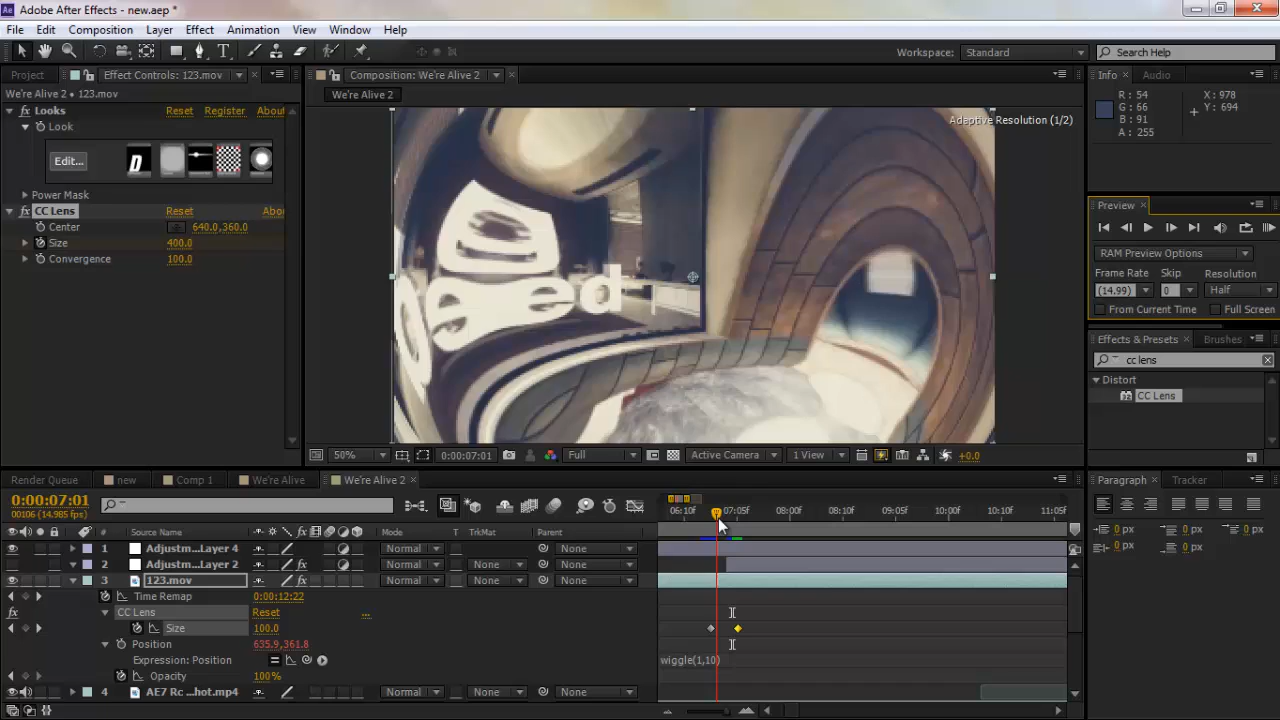 Adobe After Effects - new.aep *
File Edit Composition Layer Effect Animation View Window Help
Workspace: Standard Search Help
Project Effect Controls: 123.mov
We're Alive 2 • 123.mov
Looks Reset Register About
Look
Edit...
Power Mask
CC Lens Reset Abo
Center 640.0,360.0
Size 400.0
Convergence 100.0
Composition: We're Alive 2
We're Alive 2
Adaptive Resolution (1/2)
ed
50% 0:00:07:01 Full Active Camera 1 View +0.0
Info Audio
R: 54
G: 66
B: 91
A: 255
X: 978
Y: 694
Preview
RAM Preview Options
Frame Rate Skip Resolution
(14.99) 0 Half
From Current Time Full Screen
Effects & Presets Brushes
cc lens
Distort
CC Lens
Paragraph Tracker
0 px 0 px 0 px
0 px 0 px
Render Queue new Comp 1 We're Alive We're Alive 2
0:00:07:01
00106 (14.985 fps)
06:10f 07:05f 08:00f 08:10f 09:05f 10:00f 10:10f 11:05f
# Source Name Mode T TrkMat Parent
1 Adjustm...Layer 4 Normal None
2 Adjustm...Layer 2 Normal None None
3 123.mov Normal None None
Time Remap 0:00:12:22
CC Lens Reset ...
Size 100.0
Position 635.9,361.8
Expression: Position wiggle(1,10)
Opacity 100%
4 AE7 Rc ...hot.mp4 Normal None None